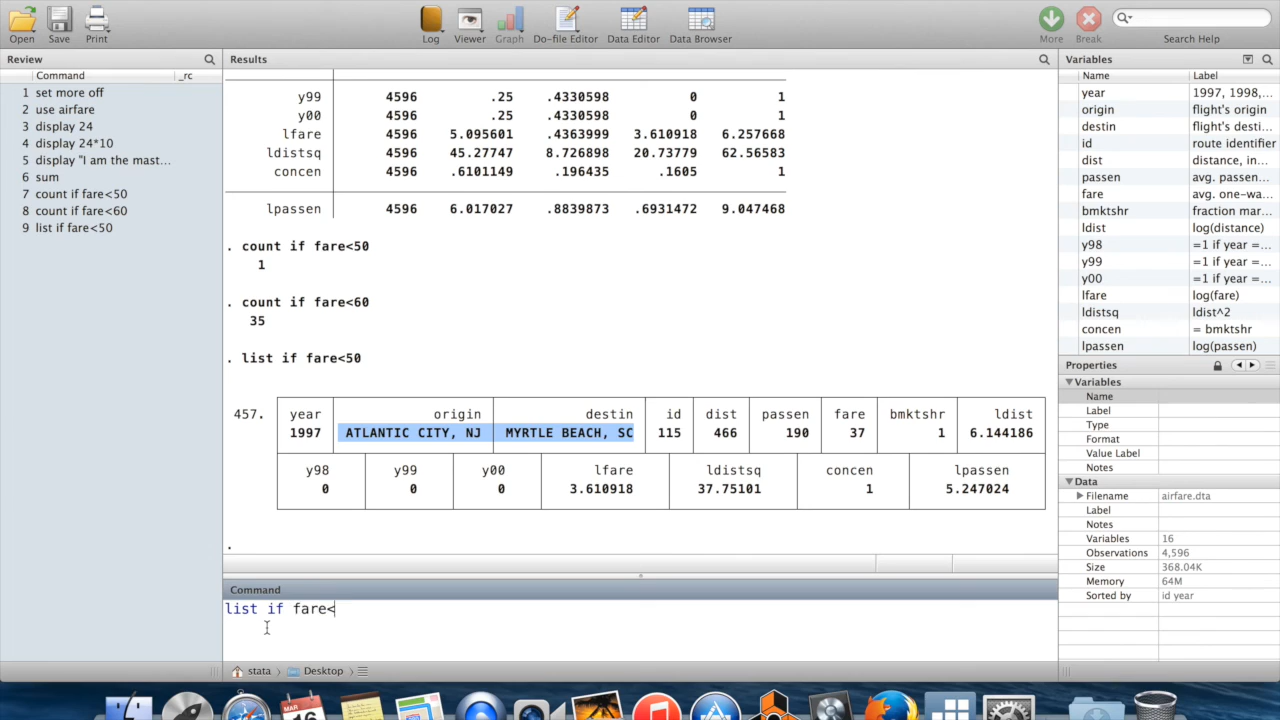 Open Save Print Log Viewer Graph Do-file Editor Data Editor Data Browser More Break Search Help
Review
Command _rc
1 set more off
2 use airfare
3 display 24
4 display 24*10
5 display "I am the mast...
6 sum
7 count if fare<50
8 count if fare<60
9 list if fare<50
Results
y99 4596 .25 .4330598 0 1
y00 4596 .25 .4330598 0 1
lfare 4596 5.095601 .4363999 3.610918 6.257668
ldistsq 4596 45.27747 8.726898 20.73779 62.56583
concen 4596 .6101149 .196435 .1605 1
lpassen 4596 6.017027 .8839873 .6931472 9.047468
. count if fare<50
1
. count if fare<60
35
. list if fare<50
year origin destin id dist passen fare bmktshr ldist
457. 1997 ATLANTIC CITY, NJ MYRTLE BEACH, SC 115 466 190 37 1 6.144186
y98 y99 y00 lfare ldistsq concen lpassen
0 0 0 3.610918 37.75101 1 5.247024
.
Command
list if fare<
stata Desktop
Variables
Name Label
year 1997, 1998,...
origin flight's origin
destin flight's desti...
id route identifier
dist distance, in...
passen avg. passen...
fare avg. one-wa...
bmktshr fraction mar...
ldist log(distance)
y98 =1 if year =...
y99 =1 if year =...
y00 =1 if year =...
lfare log(fare)
ldistsq ldist^2
concen = bmktshr
lpassen log(passen)
Properties
Variables
Name
Label
Type
Format
Value Label
Notes
Data
Filename airfare.dta
Label
Notes
Variables 16
Observations 4,596
Size 368.04K
Memory 64M
Sorted by id year